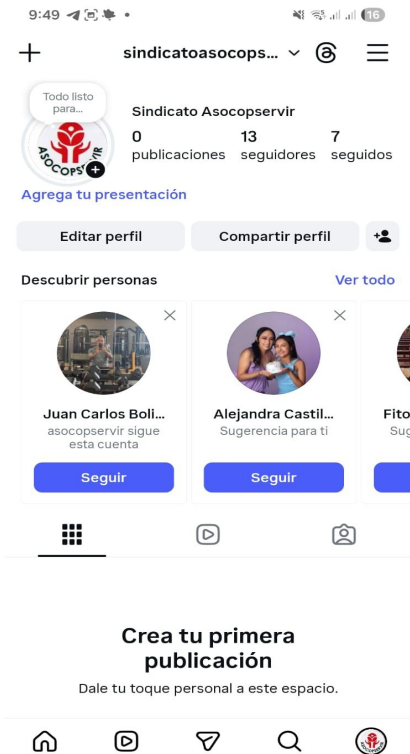 9:49
16
sindicatoasocops...
Todo listo
para...
Sindicato Asocopservir
0 13 7
publicaciones seguidores seguidos
ASOCOPSERVIR
Agrega tu presentación
Editar perfil Compartir perfil
Descubrir personas Ver todo
Juan Carlos Boli... Alejandra Castil... Fito
asocopservir sigue Sugerencia para ti Sug
esta cuenta
Seguir Seguir
Crea tu primera
publicación
Dale tu toque personal a este espacio.